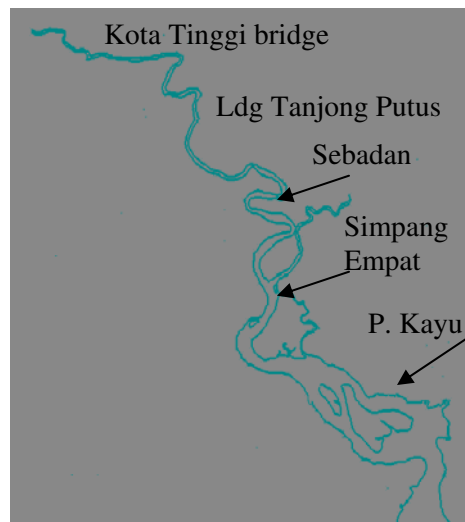 Kota Tinggi bridge
Ldg Tanjong Putus
Sebadan
Simpang
Empat
P. Kayu